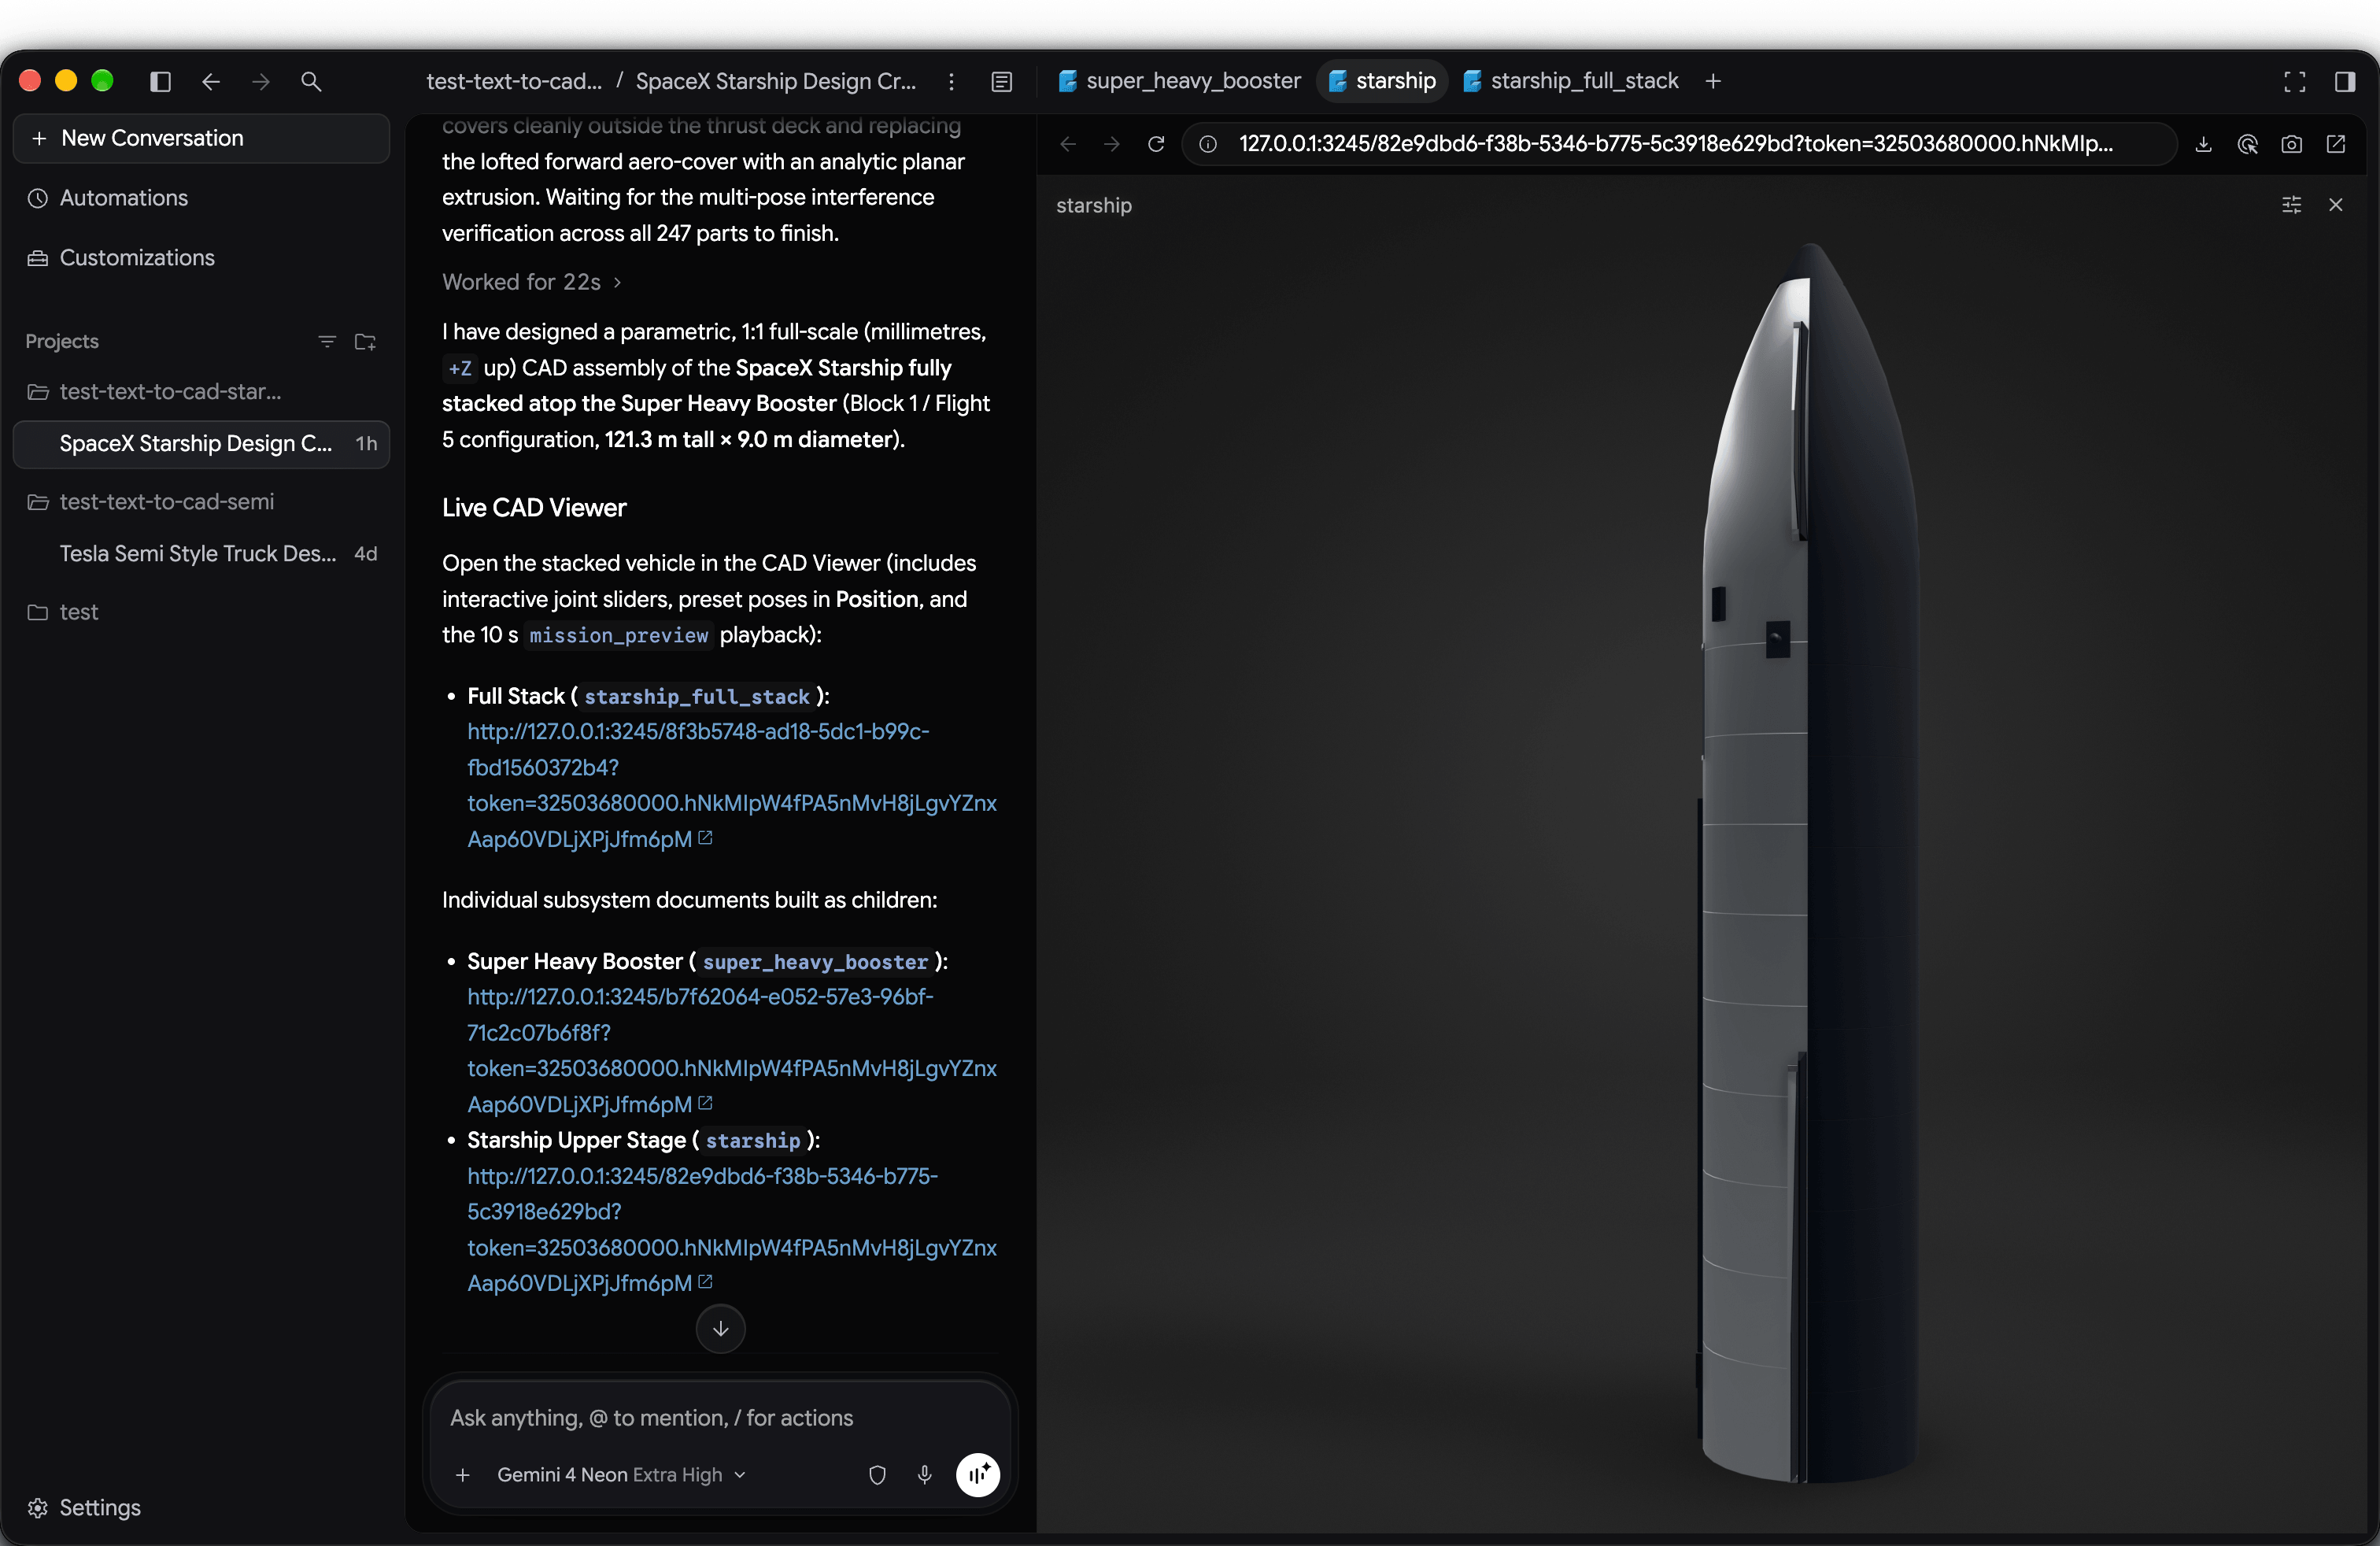 test-text-to-cad... / SpaceX Starship Design Cr...
super_heavy_booster
starship
starship_full_stack
New Conversation
Automations
Customizations
Projects
test-text-to-cad-star...
SpaceX Starship Design C... 1h
test-text-to-cad-semi
Tesla Semi Style Truck Des... 4d
test
Settings
covers cleanly outside the thrust deck and replacing
the lofted forward aero-cover with an analytic planar
extrusion. Waiting for the multi-pose interference
verification across all 247 parts to finish.
Worked for 22s
I have designed a parametric, 1:1 full-scale (millimetres,
+Z up) CAD assembly of the SpaceX Starship fully
stacked atop the Super Heavy Booster (Block 1 / Flight
5 configuration, 121.3 m tall × 9.0 m diameter).
Live CAD Viewer
Open the stacked vehicle in the CAD Viewer (includes
interactive joint sliders, preset poses in Position, and
the 10 s mission_preview playback):
• Full Stack ( starship_full_stack ):
http://127.0.0.1:3245/8f3b5748-ad18-5dc1-b99c-
fbd1560372b4?
token=32503680000.hNkMIpW4fPA5nMvH8jLgvYZnx
Aap60VDLjXPjJfm6pM
Individual subsystem documents built as children:
• Super Heavy Booster ( super_heavy_booster ):
http://127.0.0.1:3245/b7f62064-e052-57e3-96bf-
71c2c07b6f8f?
token=32503680000.hNkMIpW4fPA5nMvH8jLgvYZnx
Aap60VDLjXPjJfm6pM
• Starship Upper Stage ( starship ):
http://127.0.0.1:3245/82e9dbd6-f38b-5346-b775-
5c3918e629bd?
token=32503680000.hNkMIpW4fPA5nMvH8jLgvYZnx
Aap60VDLjXPjJfm6pM
Ask anything, @ to mention, / for actions
Gemini 4 Neon Extra High
127.0.0.1:3245/82e9dbd6-f38b-5346-b775-5c3918e629bd?token=32503680000.hNkMIp...
starship